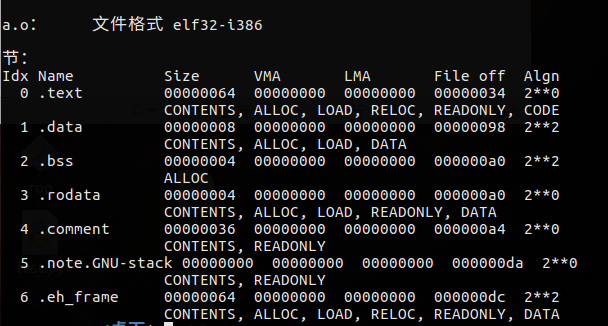 a.o：     文件格式 elf32-i386
节：
Idx Name          Size      VMA       LMA       File off  Algn
  0 .text         00000064  00000000  00000000  00000034  2**0
                  CONTENTS, ALLOC, LOAD, RELOC, READONLY, CODE
  1 .data         00000008  00000000  00000000  00000098  2**2
                  CONTENTS, ALLOC, LOAD, DATA
  2 .bss          00000004  00000000  00000000  000000a0  2**2
                  ALLOC
  3 .rodata       00000004  00000000  00000000  000000a0  2**0
                  CONTENTS, ALLOC, LOAD, READONLY, DATA
  4 .comment      00000036  00000000  00000000  000000a4  2**0
                  CONTENTS, READONLY
  5 .note.GNU-stack 00000000  00000000  00000000  000000da  2**0
                  CONTENTS, READONLY
  6 .eh_frame     00000064  00000000  00000000  000000dc  2**2
                  CONTENTS, ALLOC, LOAD, RELOC, READONLY, DATA